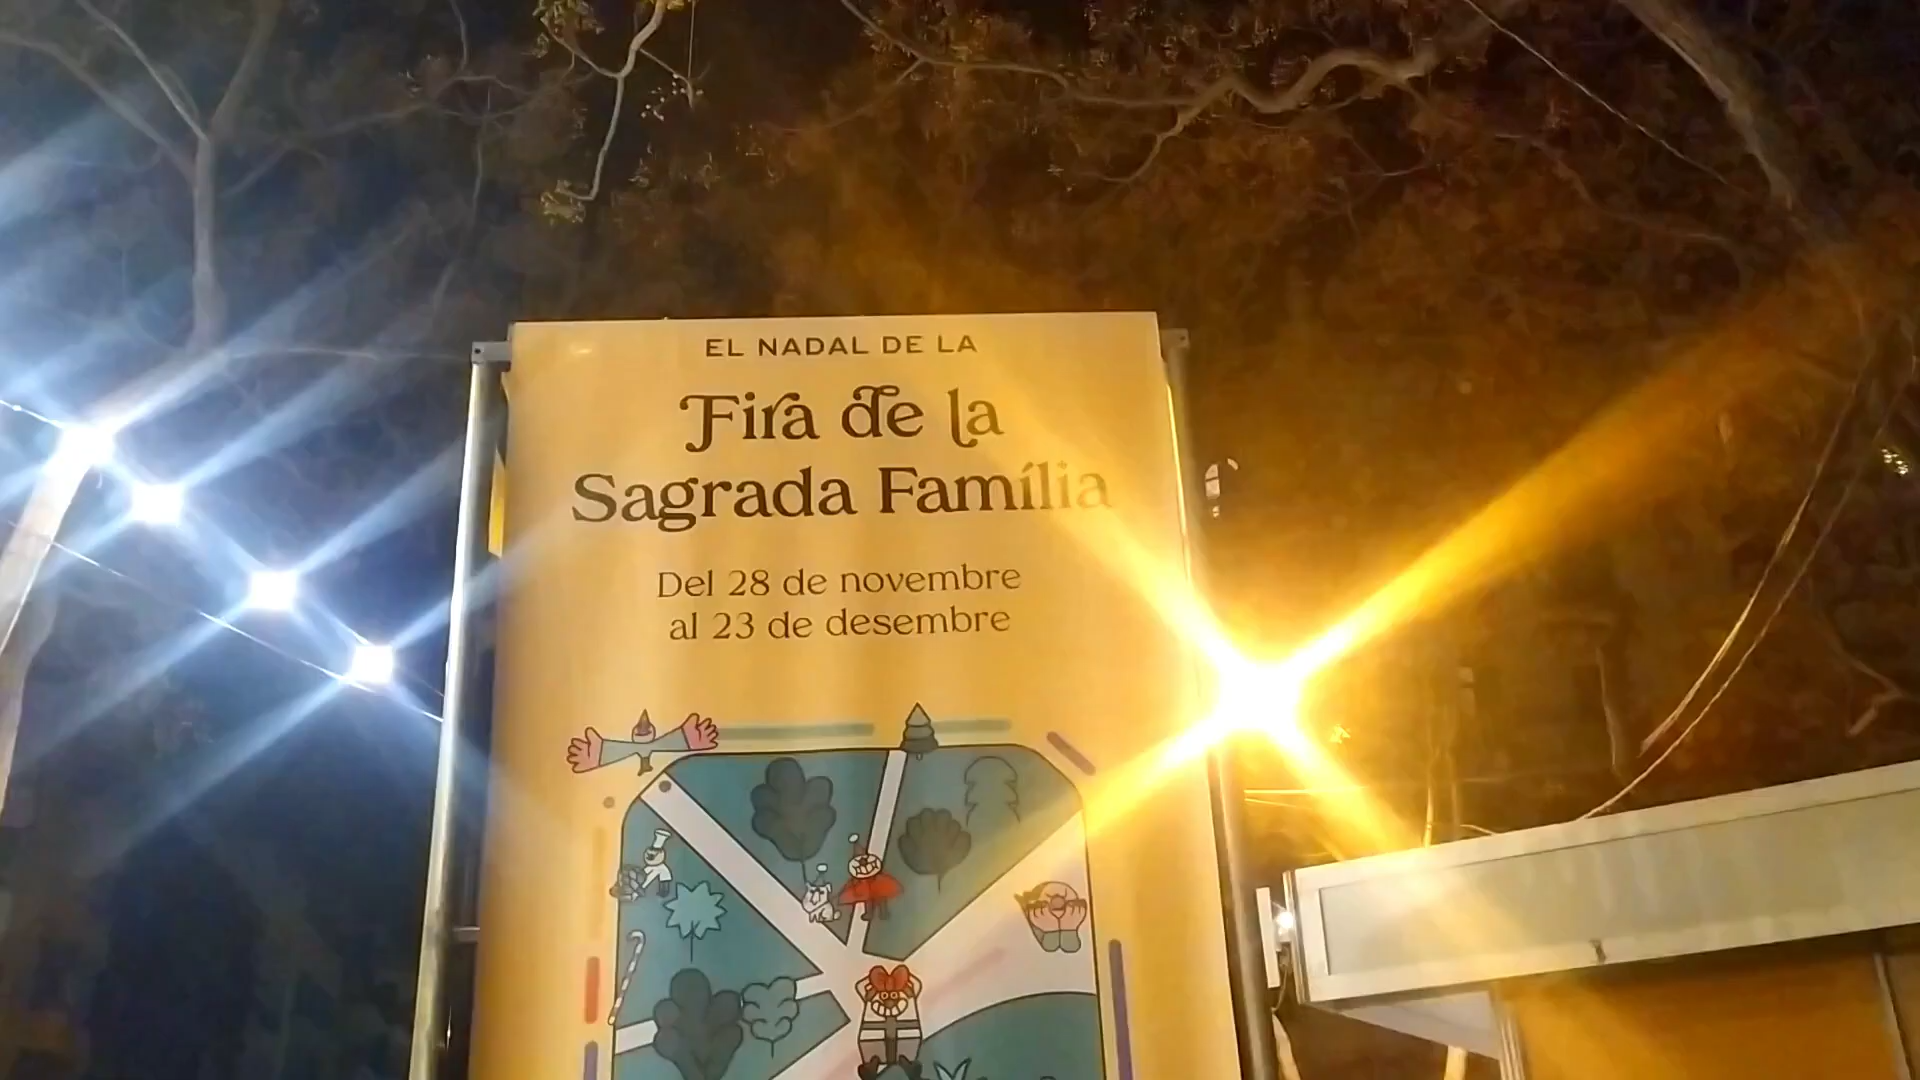 EL NADAL DE LA
Fira de la
Sagrada Família
Del 28 de novembre
al 23 de desembre